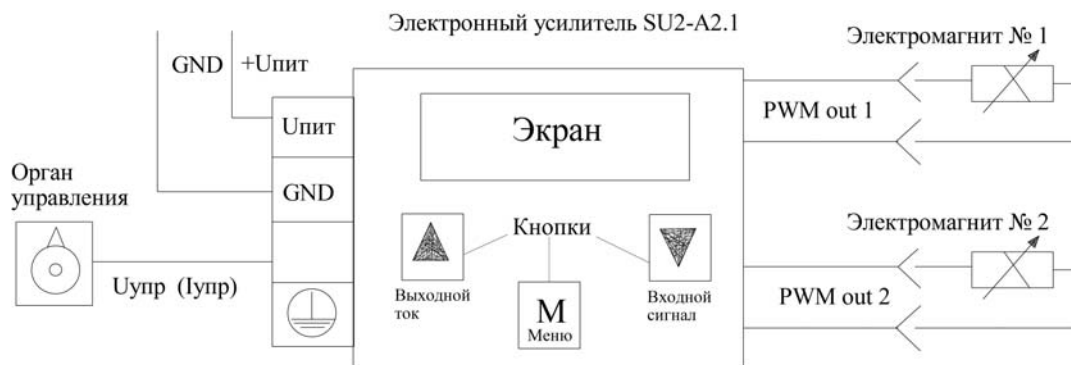 Электронный усилитель SU2-A2.1
GND
+Uпит
Uпит
GND
Орган
управления
Uупр (Iупр)
Экран
Кнопки
Выходной
ток
М
Меню
Входной
сигнал
Электромагнит № 1
PWM out 1
Электромагнит № 2
PWM out 2